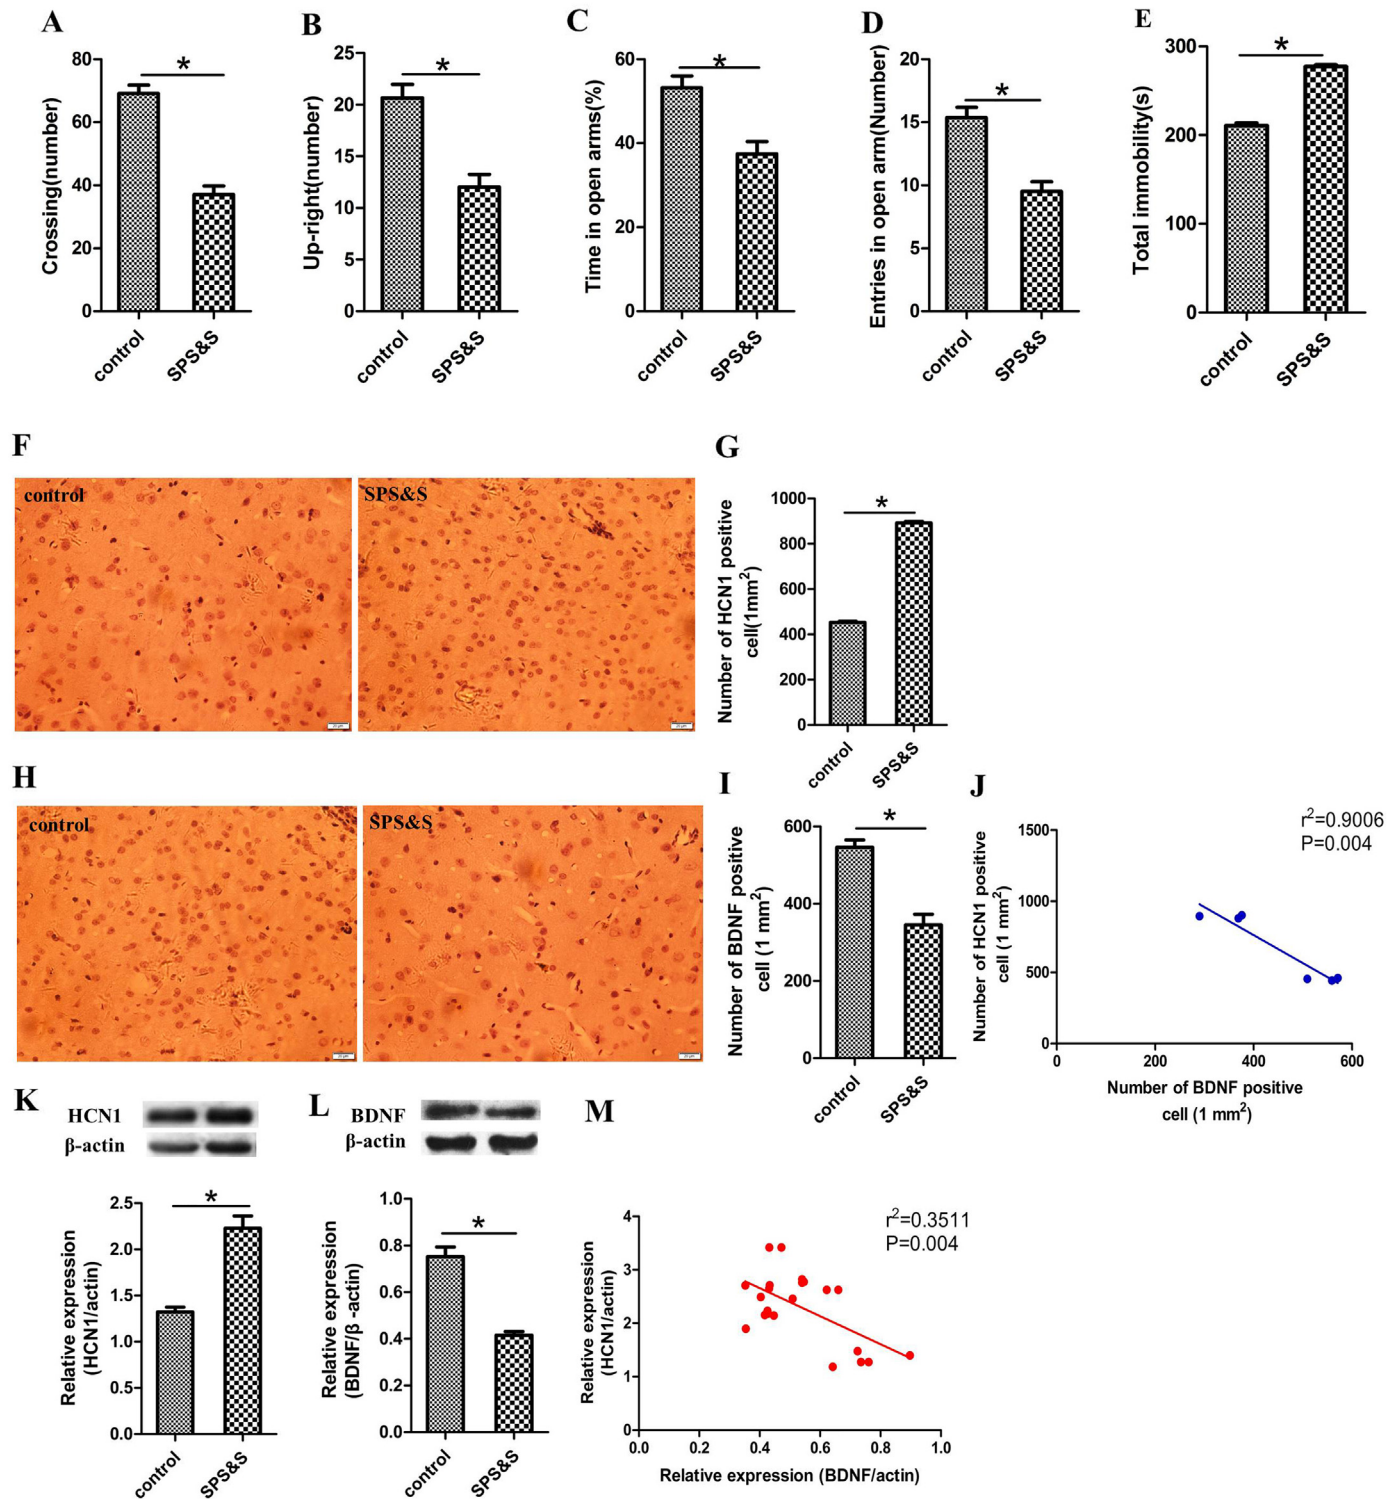 A
B
C
D
E
Crossing(number)
80
60
40
20
0
control
SPS&S
*
Up-right(number)
25
20
15
10
5
0
control
SPS&S
*
Time in open arms(%)
60
40
20
0
control
SPS&S
*
Entries in open arm(Number)
20
15
10
5
0
control
SPS&S
*
Total immobility(s)
300
200
100
0
control
SPS&S
*
F
control
SPS&S
20 μm
20 μm
G
Number of HCN1 positive
cell(1mm²)
1000
800
600
400
200
0
control
SPS&S
*
H
control
SPS&S
20 μm
20 μm
I
Number of BDNF positive
cell (1 mm²)
600
400
200
0
control
SPS&S
*
J
r²=0.9006
P=0.004
Number of HCN1 positive
cell (1 mm²)
1500
1000
500
0
0 200 400 600
Number of BDNF positive
cell (1 mm²)
K
HCN1
β-actin
Relative expression
(HCN1/actin)
2.5
2.0
1.5
1.0
0.5
0.0
control
SPS&S
*
L
BDNF
β-actin
Relative expression
(BDNF/β -actin)
1.0
0.8
0.6
0.4
0.2
0.0
control
SPS&S
*
M
r²=0.3511
P=0.004
Relative expression
(HCN1/actin)
4
3
2
1
0
0.0 0.2 0.4 0.6 0.8 1.0
Relative expression (BDNF/actin)